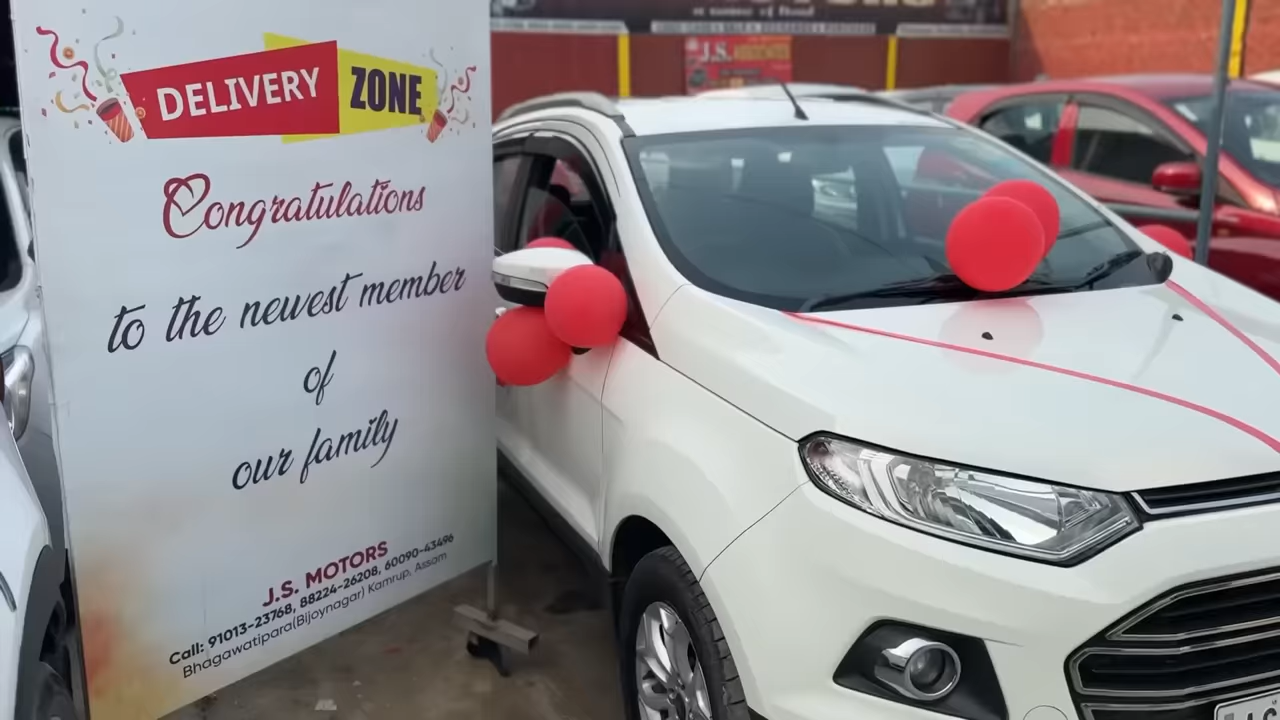 DELIVERY ZONE
Congratulations
to the newest member
of
our family
J.S. MOTORS
Call: 91013-23768, 88224-26208, 60090-43496
Bhagawatipara(Bijoynagar) Kamrup, Assam
J.S.